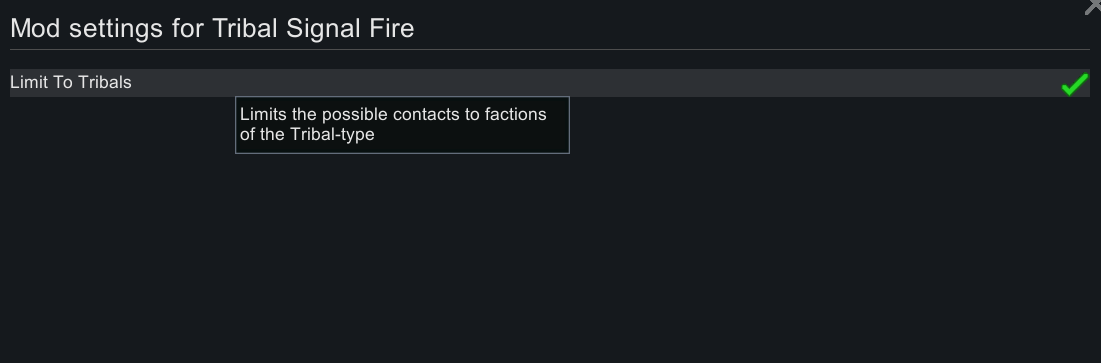 Mod settings for Tribal Signal Fire
Limit To Tribals
Limits the possible contacts to factions
of the Tribal-type